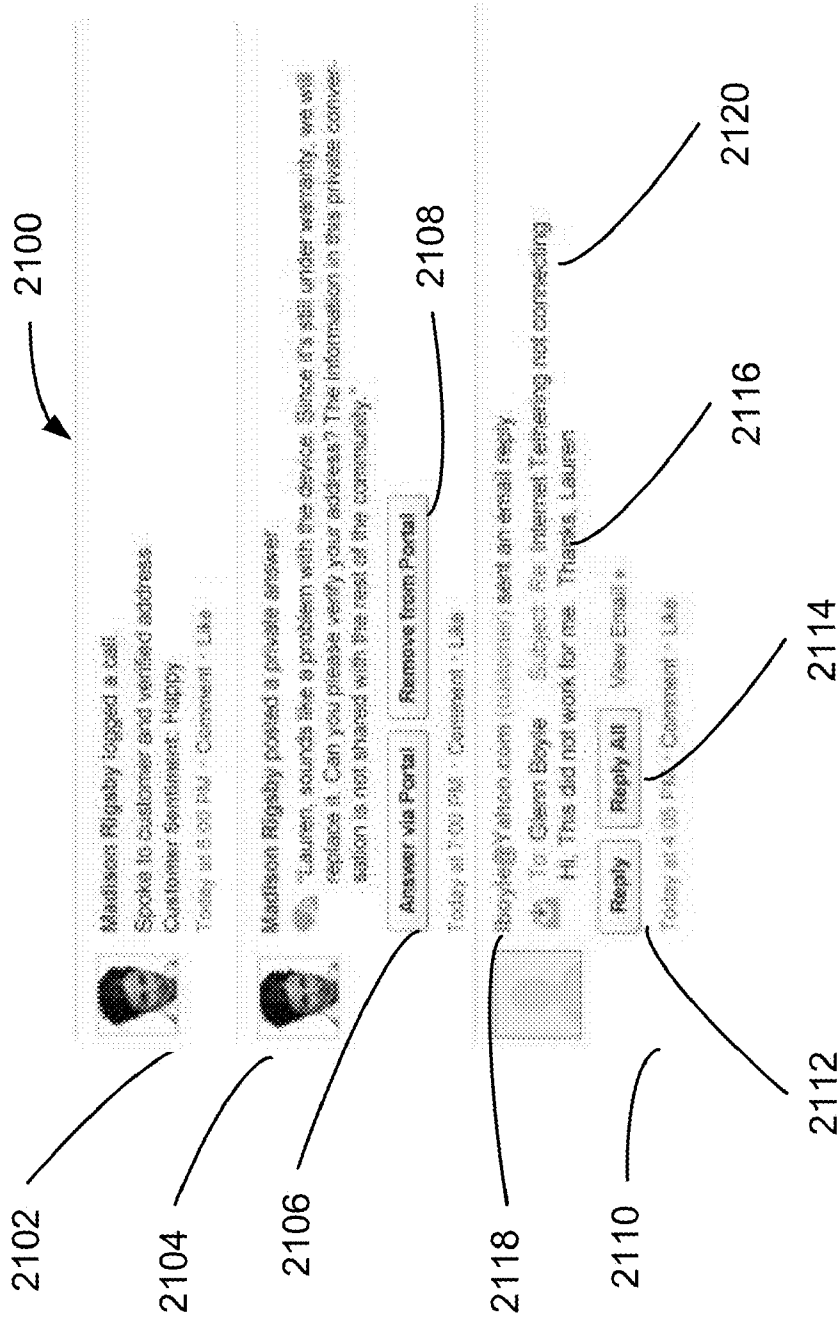 2100
2102
Madison Rigsby logged a call.
Spoke to customer and verified address.
Customer Sentiment: Happy
Today at 8:00 PM · Comment · Like
2104
Madison Rigsby posted a private answer
"Lauren, sounds like a problem with the device. Since it's still under warranty, we will
replace it. Can you please verify your address? The information in this private conver-
sation is not shared with the rest of the community."
2106
Answer via Portal
Remove from Portal
2108
Today at 7:00 PM · Comment · Like
2118
(customer) sent an email reply.
To: Glenn Boyle Subject: Re: Internet Tethering not connecting
2120
Hi, This did not work for me. Thanks, Lauren
2116
2110
Reply
Reply All
View Email »
2112
2114
Today at PM · Comment · Like